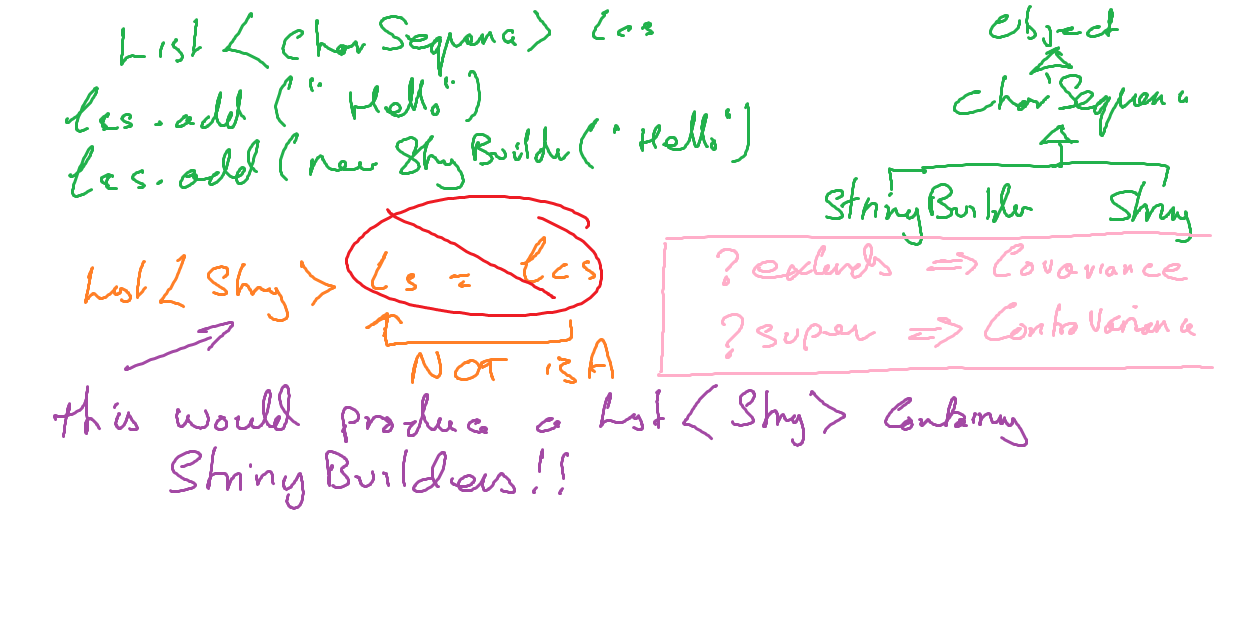 List < CharSequence > lcs
lcs.add ("Hello")
lcs.add (new StringBuilder ("Hello")
Object
CharSequence
StringBuilder String
List < String > ls = lcs
NOT isA
? extends => Covariance
? super => Contravariance
this would produce a List < String > containing
StringBuilders!!